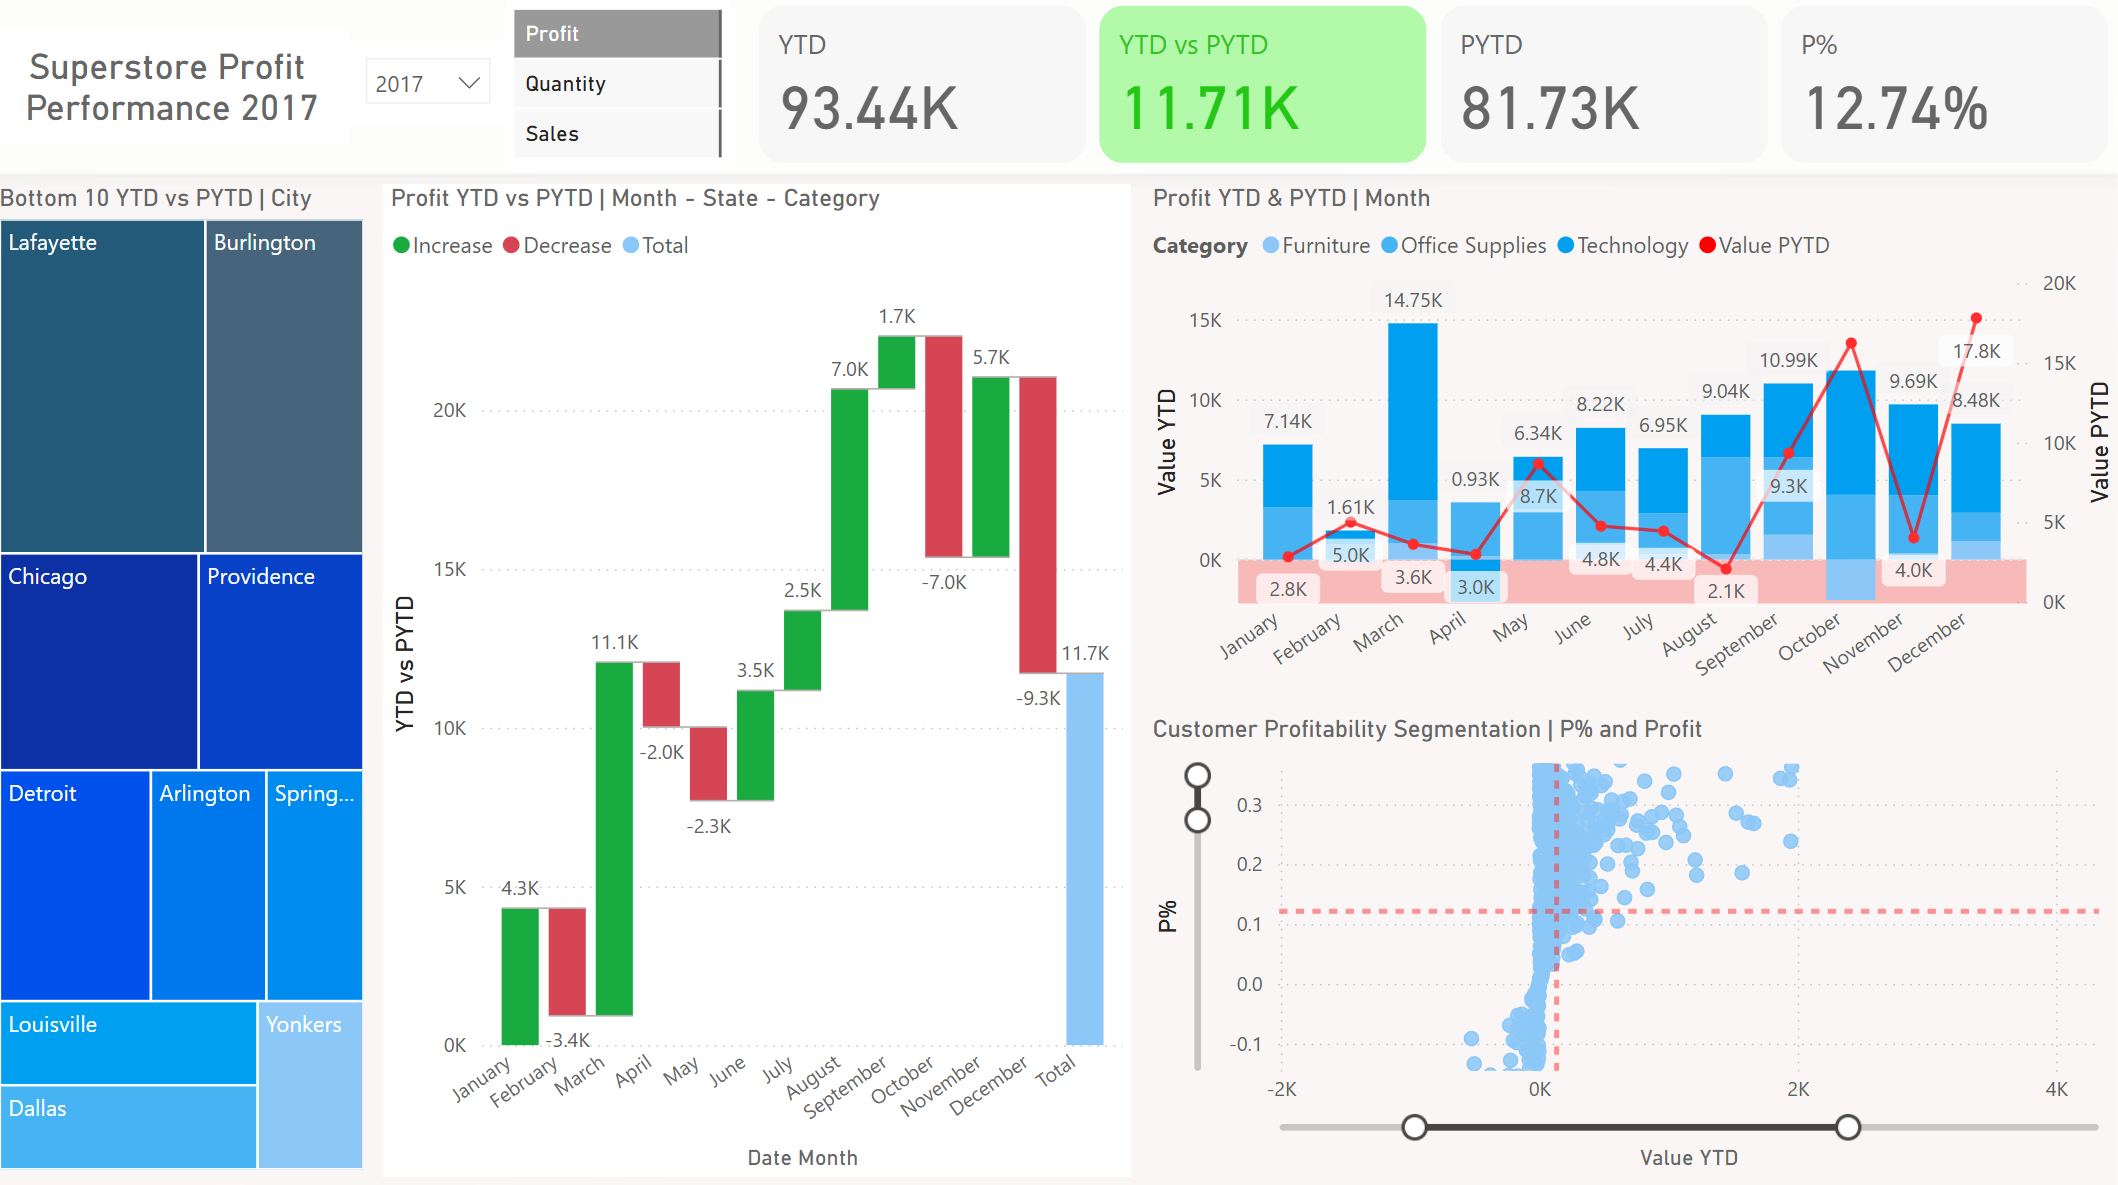 Superstore Profit
Performance 2017
2017
Profit
Quantity
Sales
YTD
93.44K
YTD vs PYTD
11.71K
PYTD
81.73K
P%
12.74%
Bottom 10 YTD vs PYTD | City
Lafayette
Burlington
Chicago
Providence
Detroit
Arlington
Spring...
Louisville
Yonkers
Dallas
Profit YTD vs PYTD | Month - State - Category
Increase Decrease Total
YTD vs PYTD
20K
15K
10K
5K
0K
4.3K
-3.4K
11.1K
-2.0K
-2.3K
3.5K
2.5K
7.0K
1.7K
-7.0K
5.7K
-9.3K
11.7K
January
February
March
April
May
June
July
August
September
October
November
December
Total
Date Month
Profit YTD & PYTD | Month
Category Furniture Office Supplies Technology Value PYTD
Value YTD
15K
10K
5K
0K
7.14K
1.61K
14.75K
0.93K
6.34K
8.22K
6.95K
9.04K
10.99K
9.69K
8.48K
2.8K
5.0K
3.6K
3.0K
8.7K
4.8K
4.4K
2.1K
9.3K
4.0K
17.8K
20K
15K
10K
5K
0K
Value PYTD
January
February
March
April
May
June
July
August
September
October
November
December
Customer Profitability Segmentation | P% and Profit
P%
0.3
0.2
0.1
0.0
-0.1
-2K
0K
2K
4K
Value YTD